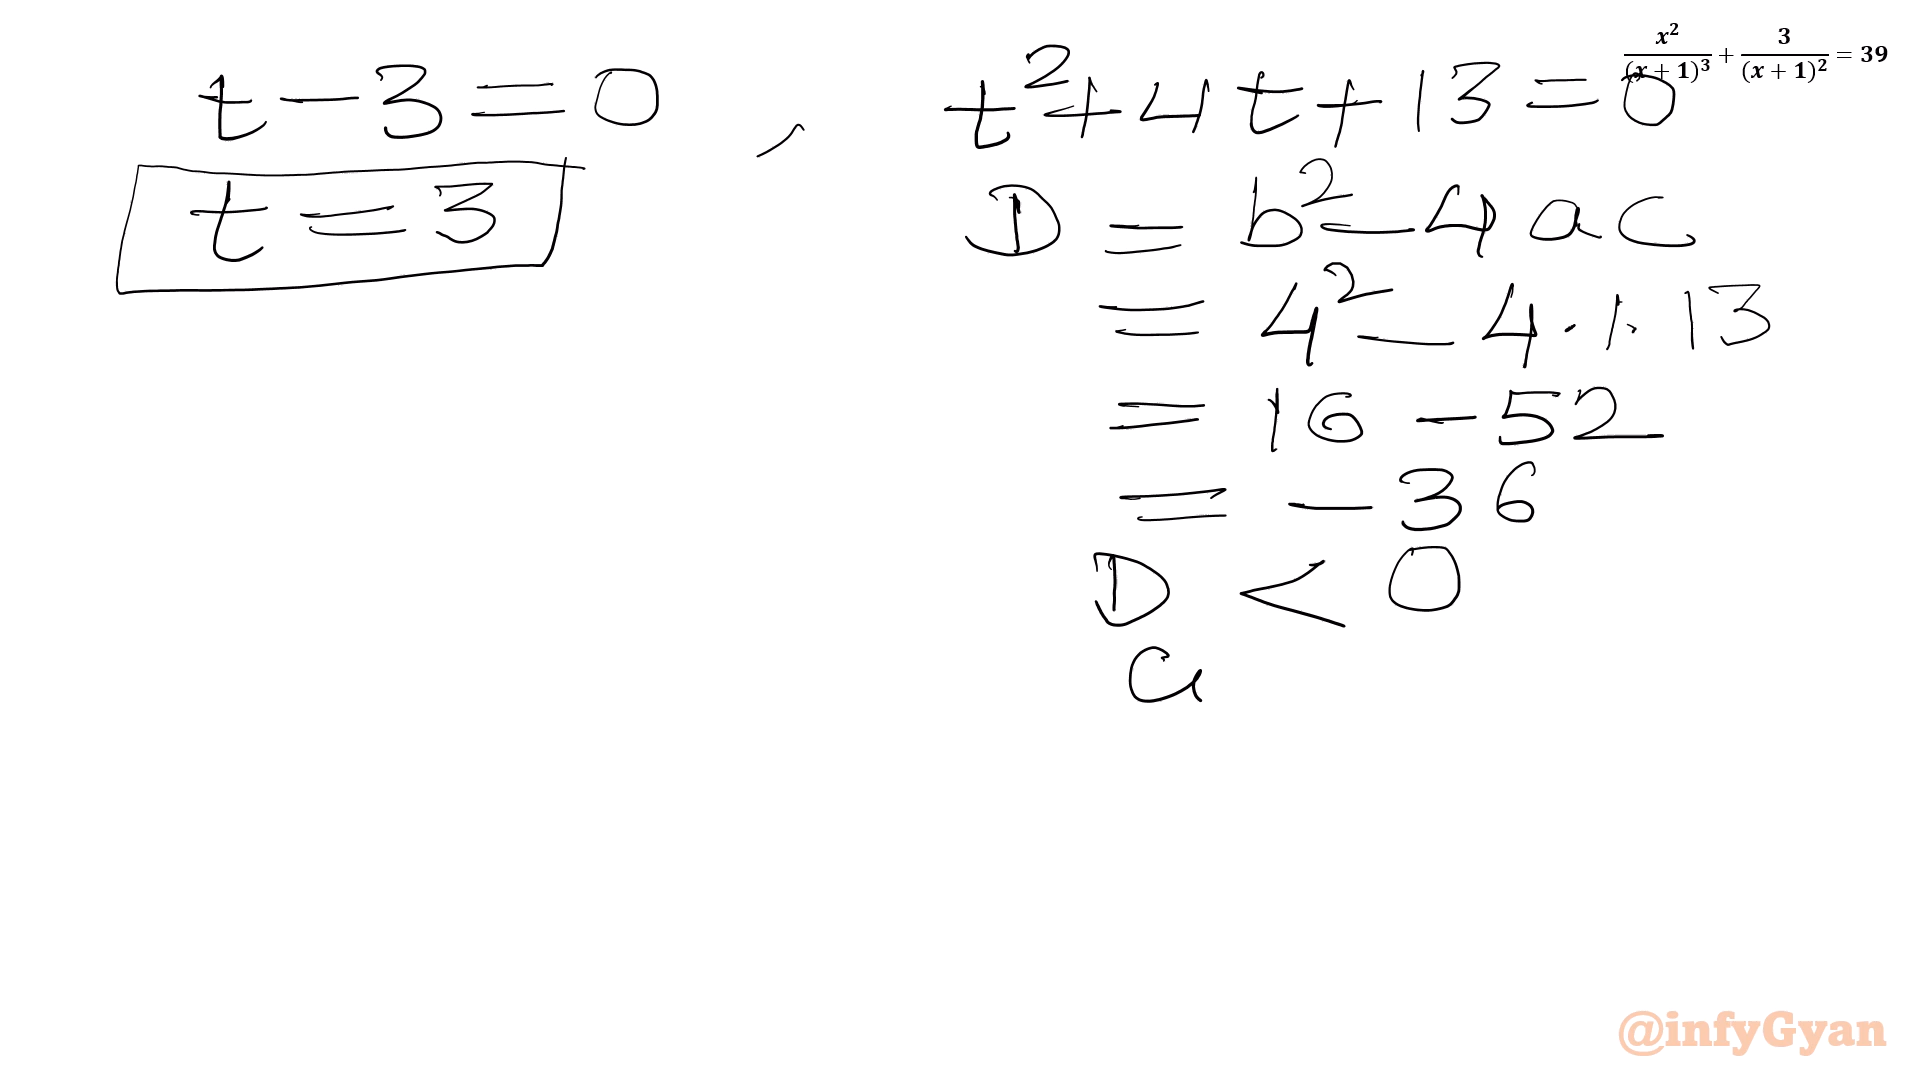 x²/(x + 1)³ + 3/(x + 1)² = 39
t - 3 = 0 , t² + 4t + 13 = 0
t = 3
D = b² - 4ac
= 4² - 4·1·13
= 16 - 52
= - 36
D < 0
@infyGyan